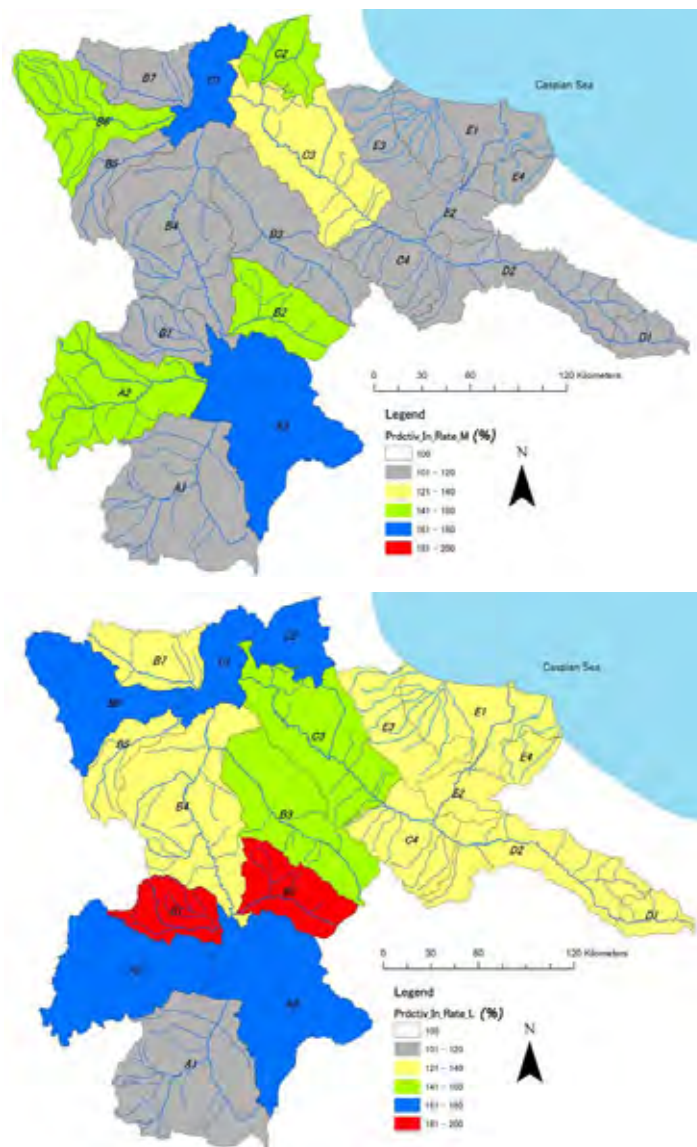 B7
C1
C2
Caspian Sea
B6
B5
C3
E3
E1
E4
E2
B4
B3
C4
D2
B2
B1
D1
0 30 60 120 Kilometers
A2
A3
A1
Legend
Prdctiv_In_Rate_M (%)
100
101 - 120
121 - 140
141 - 160
161 - 180
181 - 200
N
B7
C1
C2
Caspian Sea
B6
B5
C3
E3
E1
E4
E2
B4
B3
C4
D2
B1
B2
D1
0 30 60 120 Kilometers
A2
A3
A1
Legend
Prdctiv_In_Rate_L (%)
100
101 - 120
121 - 140
141 - 160
161 - 180
181 - 200
N